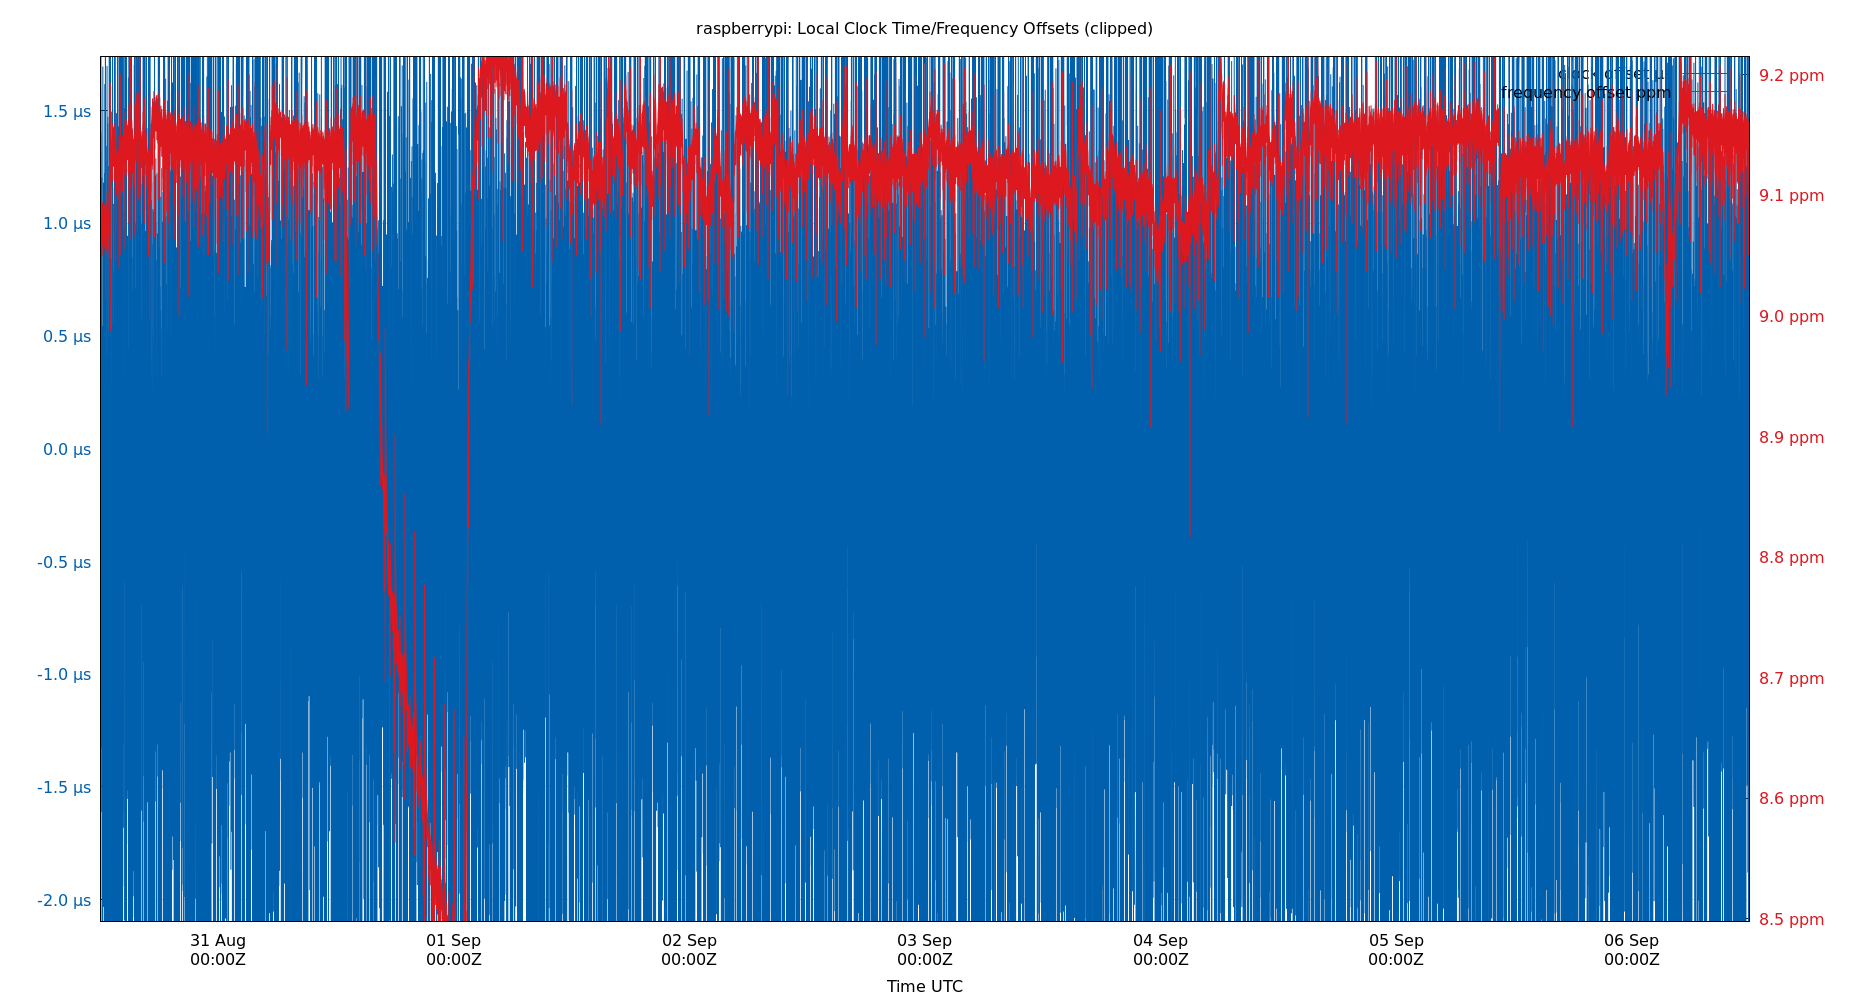 raspberrypi: Local Clock Time/Frequency Offsets (clipped)
clock offset µs
frequency offset ppm
1.5 µs
1.0 µs
0.5 µs
0.0 µs
-0.5 µs
-1.0 µs
-1.5 µs
-2.0 µs
9.2 ppm
9.1 ppm
9.0 ppm
8.9 ppm
8.8 ppm
8.7 ppm
8.6 ppm
8.5 ppm
31 Aug
00:00Z
01 Sep
00:00Z
02 Sep
00:00Z
03 Sep
00:00Z
04 Sep
00:00Z
05 Sep
00:00Z
06 Sep
00:00Z
Time UTC